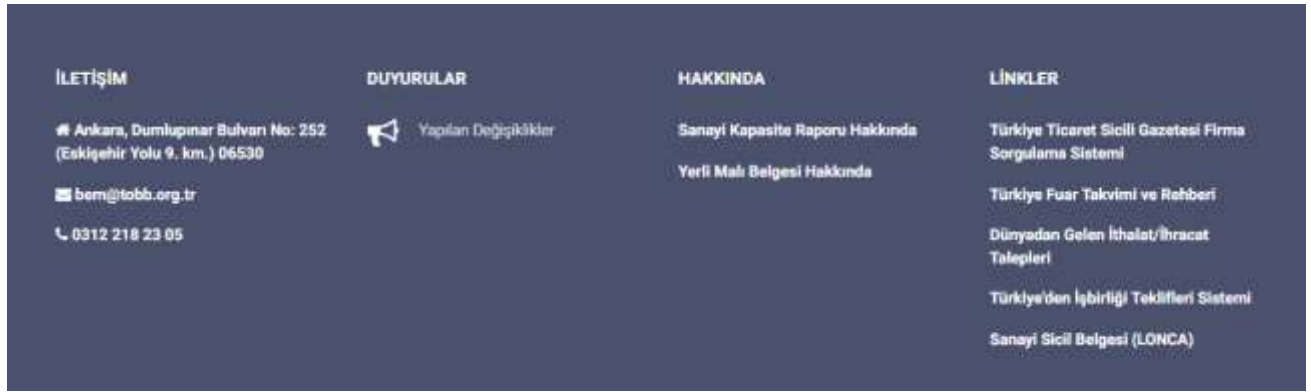 İLETİŞİM
Ankara, Dumlupınar Bulvarı No: 252
(Eskişehir Yolu 9. km.) 06530
bem@tobb.org.tr
0312 218 23 05
DUYURULAR
Yapılan Değişiklikler
HAKKINDA
Sanayi Kapasite Raporu Hakkında
Yerli Malı Belgesi Hakkında
LİNKLER
Türkiye Ticaret Sicili Gazetesi Firma
Sorgulama Sistemi
Türkiye Fuar Takvimi ve Rehberi
Dünyadan Gelen İthalat/İhracat
Talepleri
Türkiye'den İşbirliği Teklifleri Sistemi
Sanayi Sicil Belgesi (LONCA)